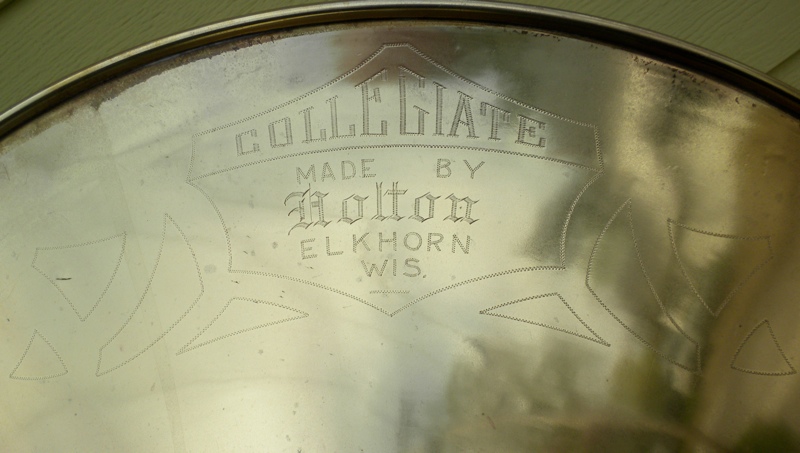 COLLEGIATE
MADE BY
Holton
ELKHORN
WIS.